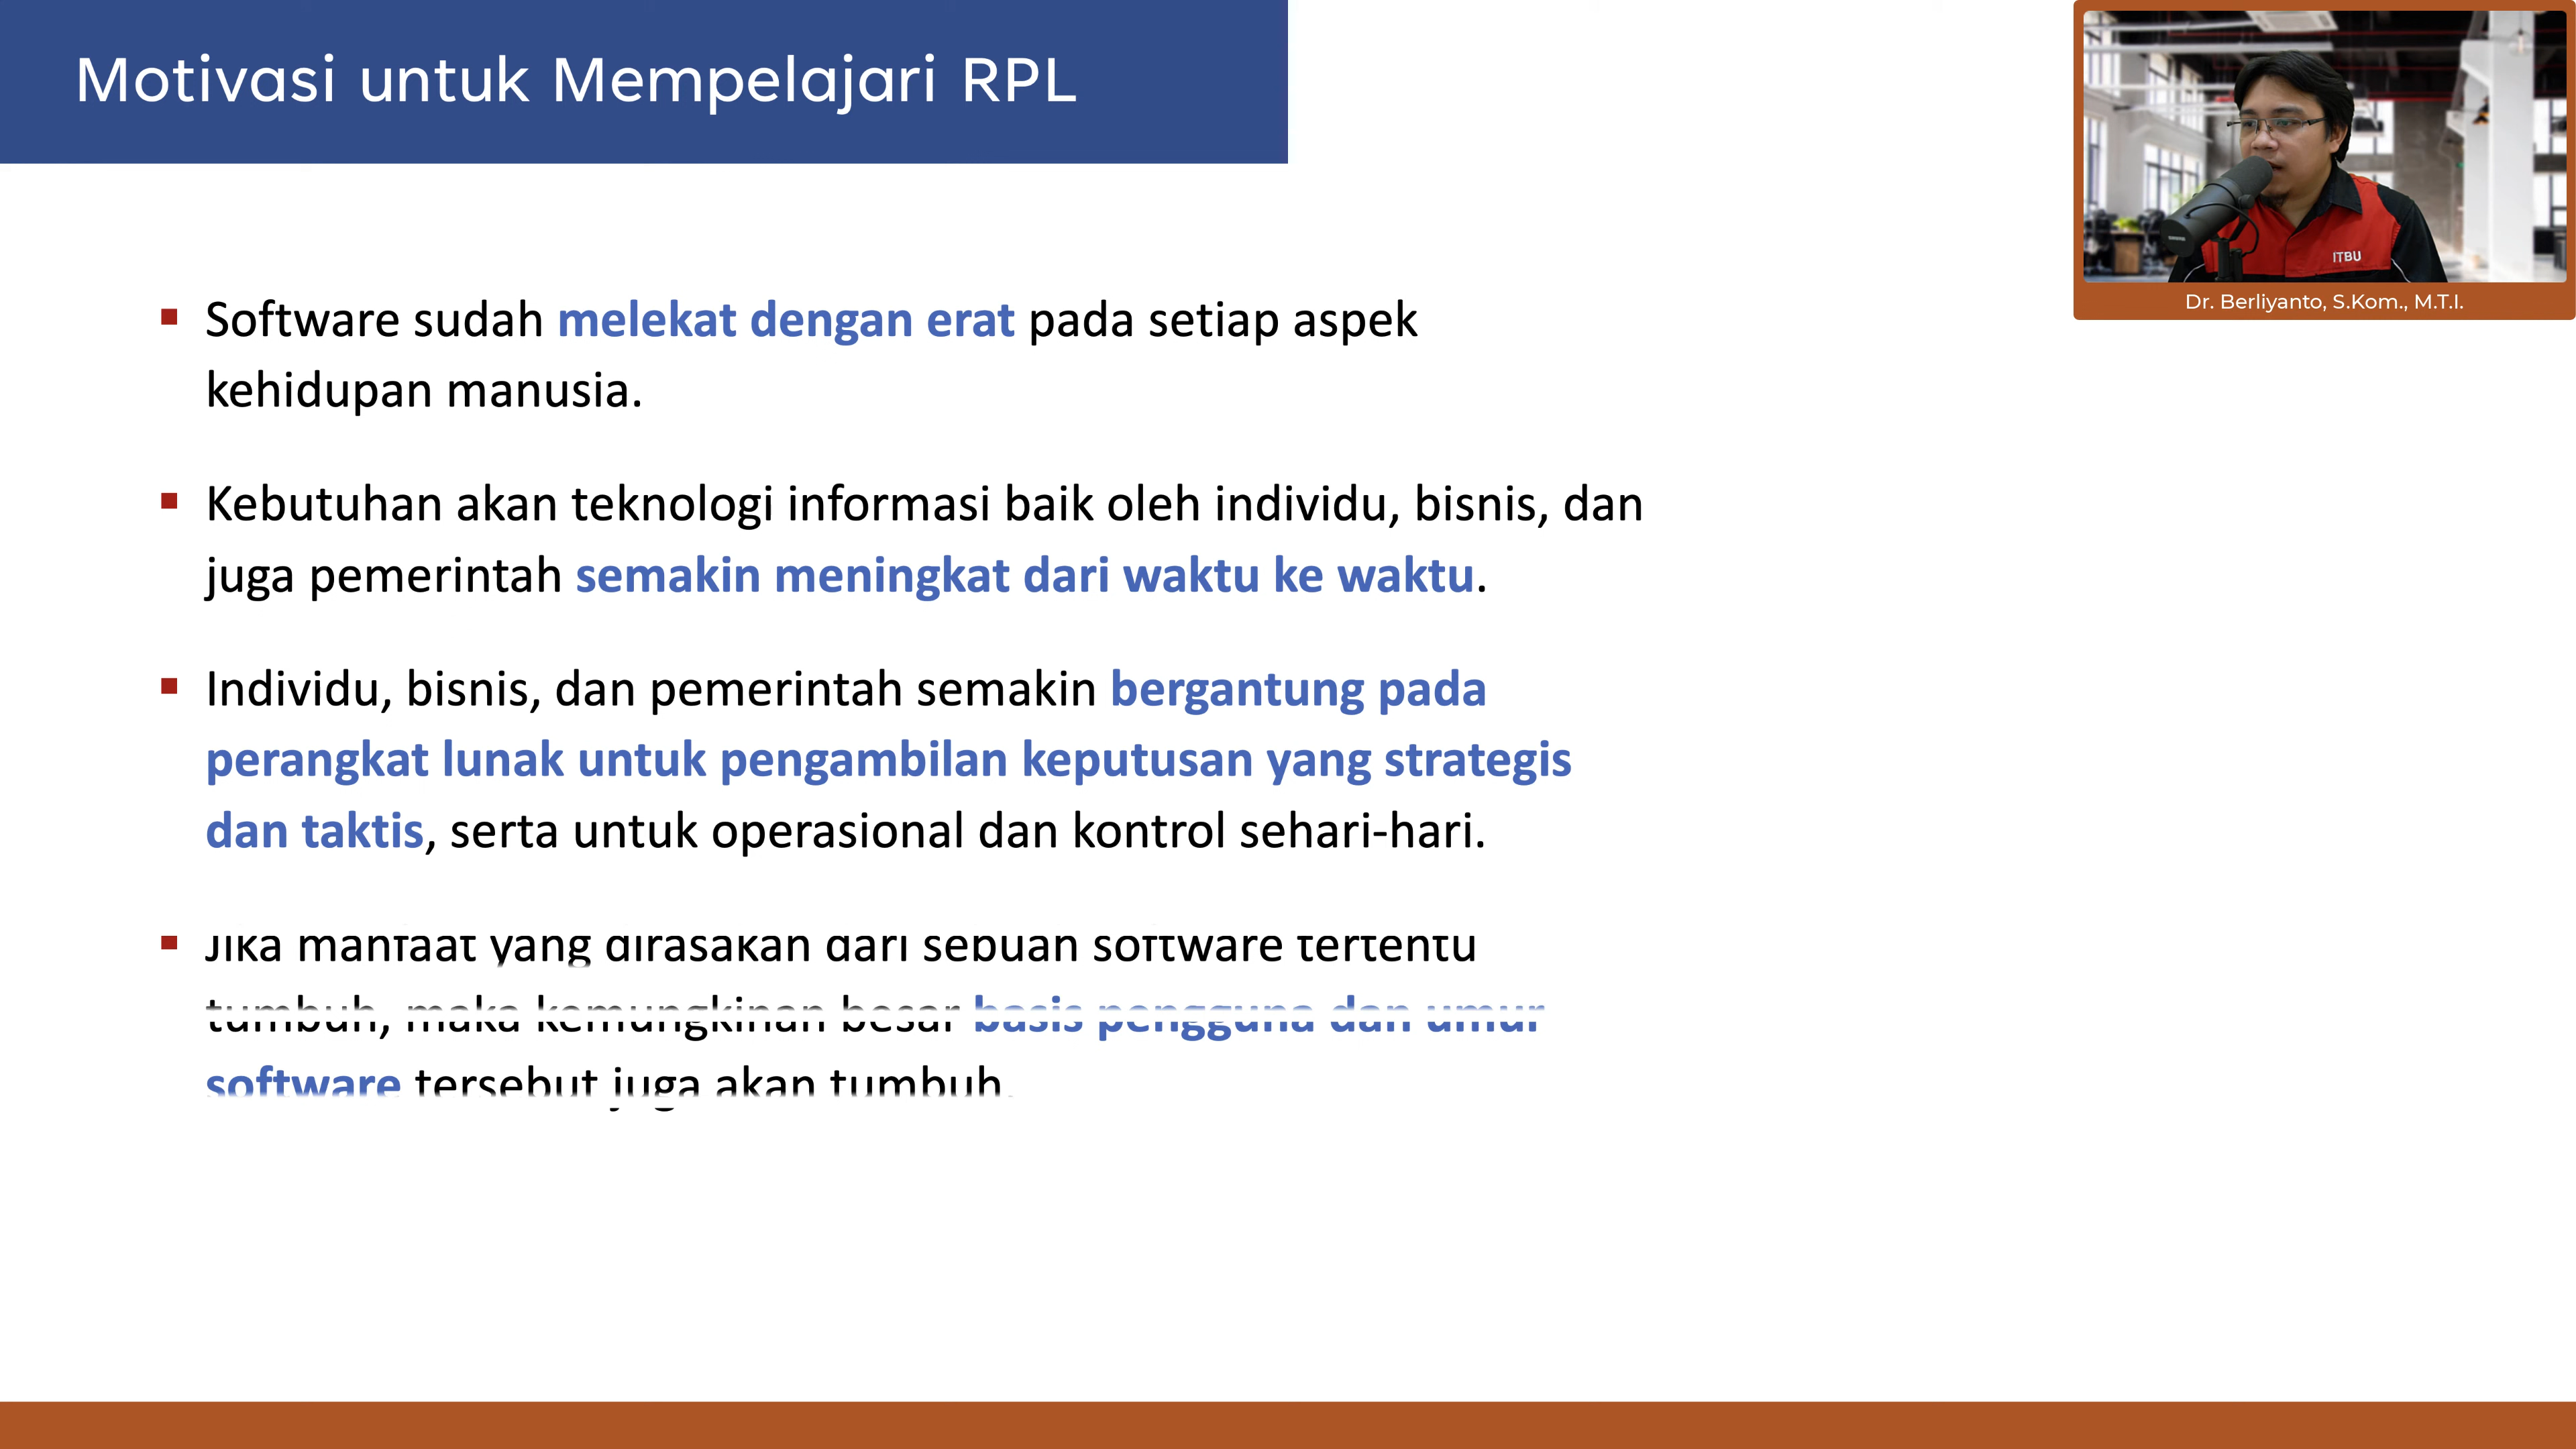 Motivasi untuk Mempelajari RPL
ITBU
Dr. Berliyanto, S.Kom., M.T.I.
Software sudah melekat dengan erat pada setiap aspek
kehidupan manusia.
Kebutuhan akan teknologi informasi baik oleh individu, bisnis, dan
juga pemerintah semakin meningkat dari waktu ke waktu.
Individu, bisnis, dan pemerintah semakin bergantung pada
perangkat lunak untuk pengambilan keputusan yang strategis
dan taktis, serta untuk operasional dan kontrol sehari-hari.
Jika manfaat yang dirasakan dari sebuah software tertentu
tumbuh, maka kemungkinan besar basis pengguna dan umur
software tersebut juga akan tumbuh.